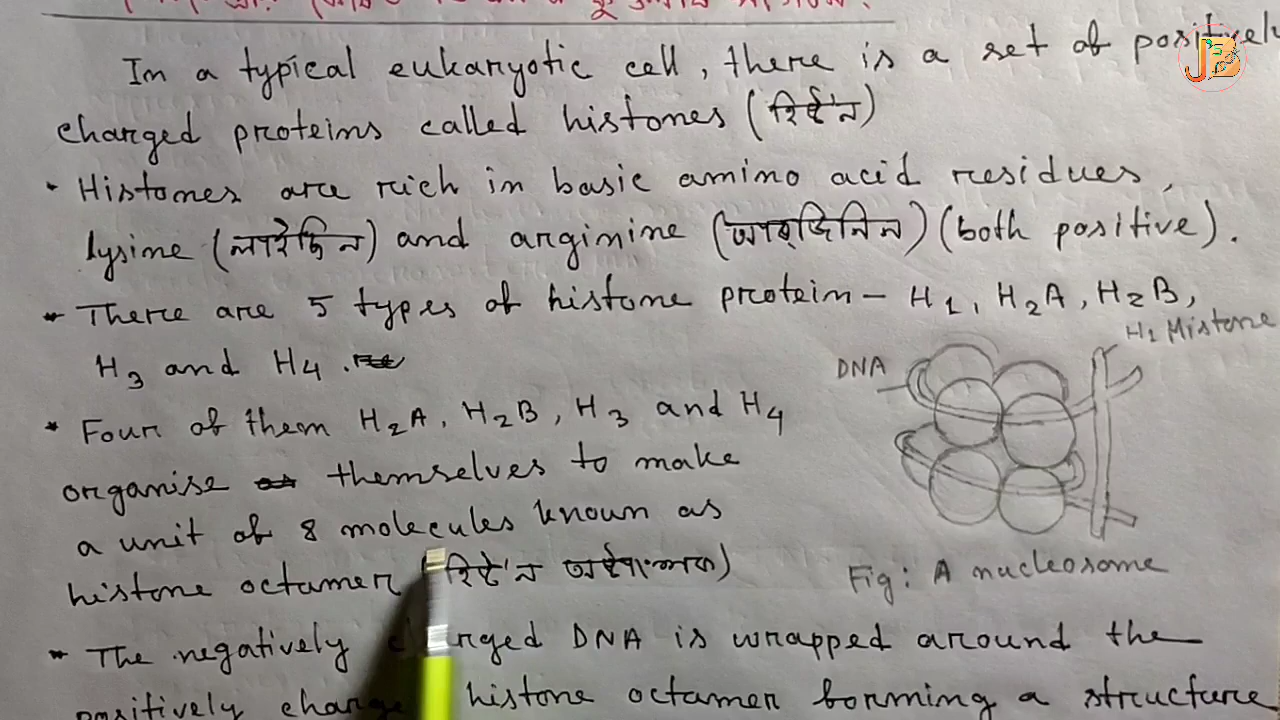 In a typical eukaryotic cell, there is a set of positively
charged proteins called histones (হিষ্ট'ন)
• Histones are rich in basic amino acid residues,
lysine (লাইচিন) and arginine (আৰ্জিনিন) (both positive).
• There are 5 types of histone protein - H1, H2A, H2B,
H3 and H4.
• Four of them H2A, H2B, H3 and H4
organise themselves to make
a unit of 8 molecules known as
histone octamer (হিষ্ট'ন
DNA
H1 Histone
Fig: A nucleosome
• The negatively charged DNA is wrapped around the
positively charge histone octamer forming a structure